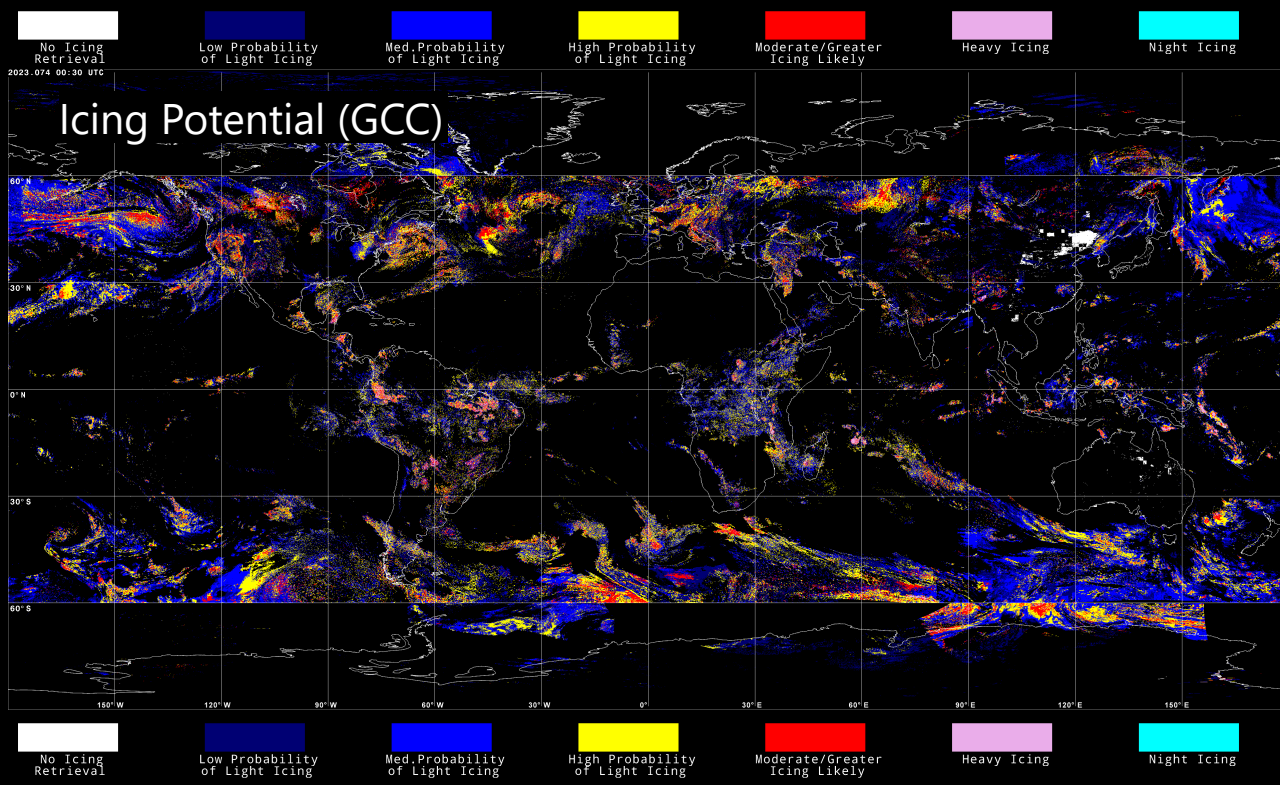 No Icing
Retrieval
Low Probability
of Light Icing
Med.Probability
of Light Icing
High Probability
of Light Icing
Moderate/Greater
Icing Likely
Heavy Icing
Night Icing
2023.074 00:30 UTC
Icing Potential (GCC)
60°N
30°N
0°N
30°S
60°S
150°W
120°W
90°W
60°W
30°W
0°
30°E
60°E
90°E
120°E
150°E
No Icing
Retrieval
Low Probability
of Light Icing
Med.Probability
of Light Icing
High Probability
of Light Icing
Moderate/Greater
Icing Likely
Heavy Icing
Night Icing